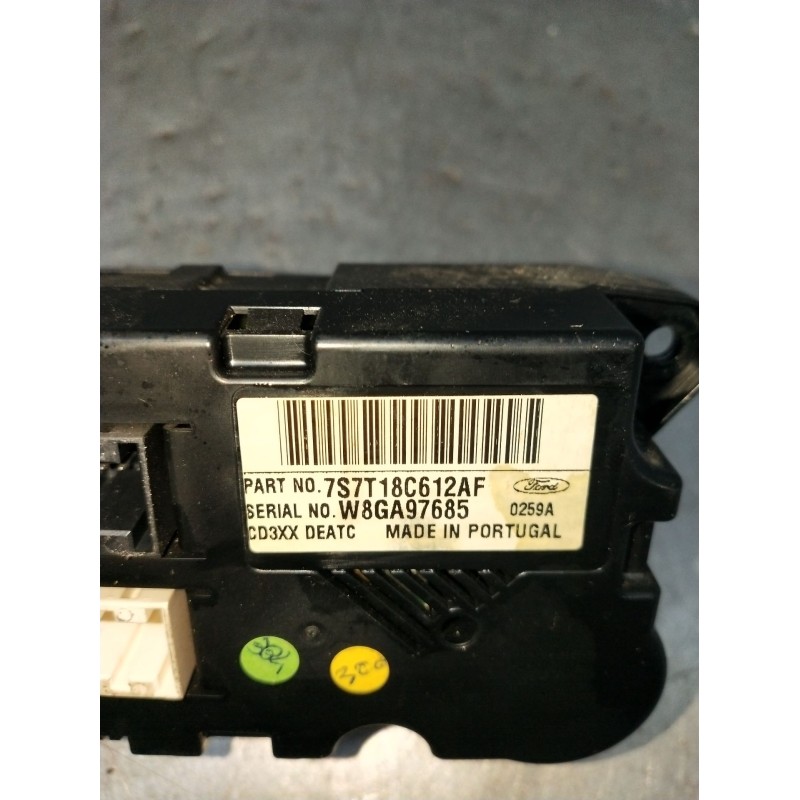 PART NO. 7S7T18C612AF Ford
SERIAL NO. W8GA97685 0259A
CD3XX DEATC MADE IN PORTUGAL